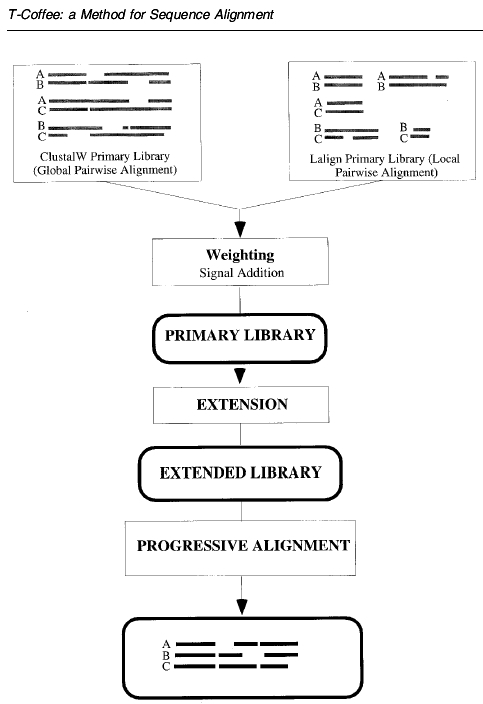 T-Coffee: a Method for Sequence Alignment
A
B
A
C
B
C
ClustalW Primary Library
(Global Pairwise Alignment)
A
B
A
B
A
C
B
C
B
C
Lalign Primary Library (Local
Pairwise Alignment)
Weighting
Signal Addition
PRIMARY LIBRARY
EXTENSION
EXTENDED LIBRARY
PROGRESSIVE ALIGNMENT
A
B
C